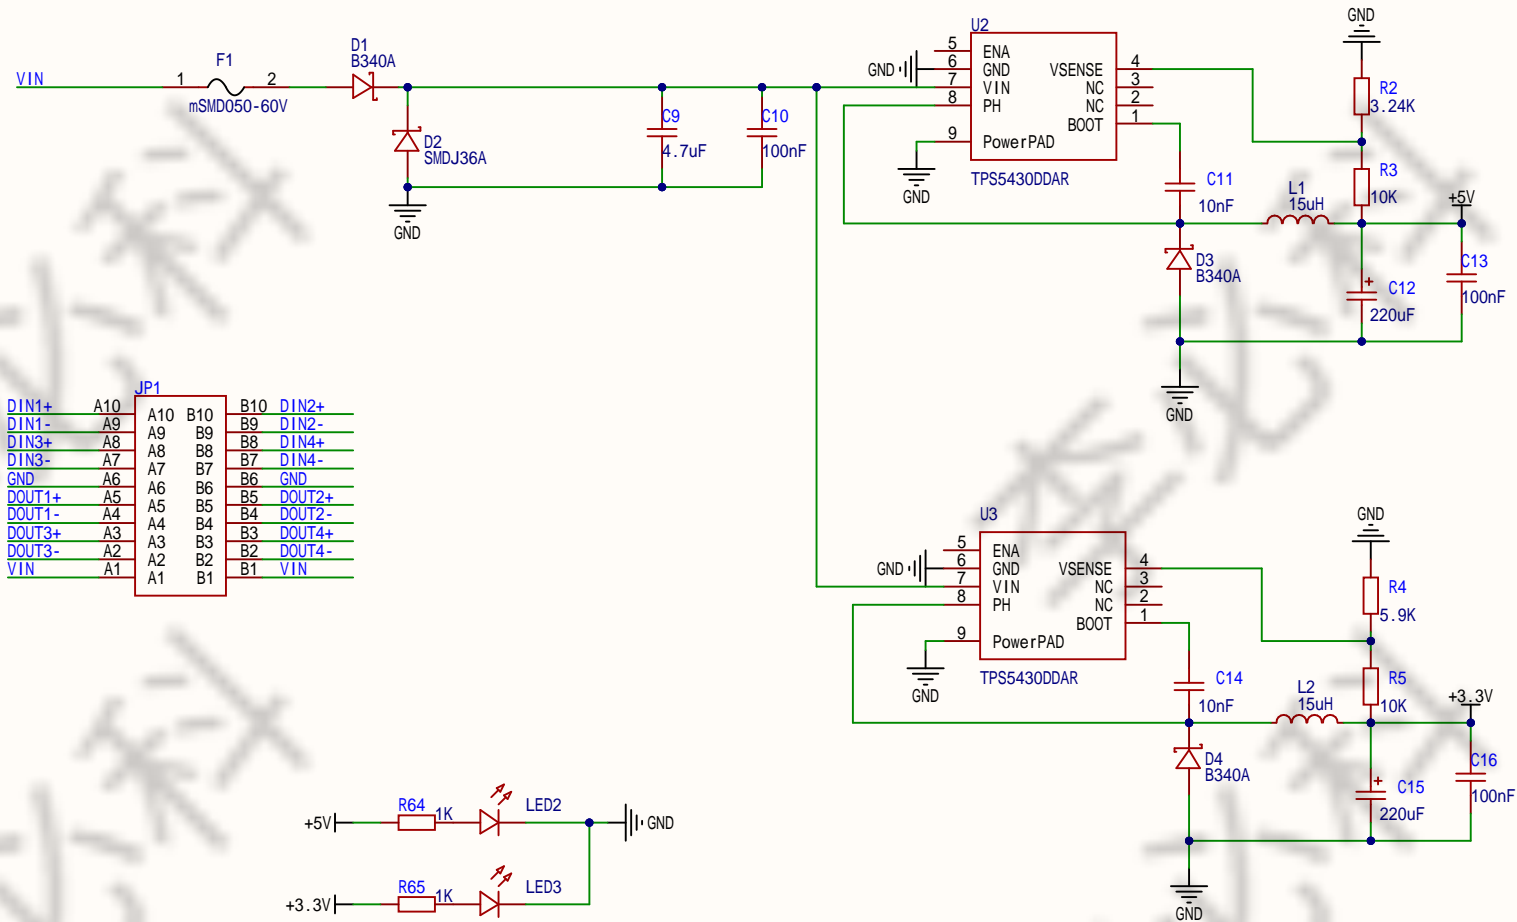 VIN
F1
1
2
mSMD050-60V
D1
B340A
D2
SMDJ36A
GND
C9
4.7uF
C10
100nF
U2
5 ENA
GND 6 GND
7 VIN
8 PH
9 PowerPAD
VSENSE 4
NC 3
NC 2
BOOT 1
TPS5430DDAR
GND
C11
10nF
D3
B340A
GND
GND
R2
3.24K
R3
10K
L1
15uH
+5V
C12
220uF
C13
100nF
JP1
DIN1+ A10 A10 B10 B10 DIN2+
DIN1- A9 A9 B9 B9 DIN2-
DIN3+ A8 A8 B8 B8 DIN4+
DIN3- A7 A7 B7 B7 DIN4-
GND A6 A6 B6 B6 GND
DOUT1+ A5 A5 B5 B5 DOUT2+
DOUT1- A4 A4 B4 B4 DOUT2-
DOUT3+ A3 A3 B3 B3 DOUT4+
DOUT3- A2 A2 B2 B2 DOUT4-
VIN A1 A1 B1 B1 VIN
U3
5 ENA
GND 6 GND
7 VIN
8 PH
9 PowerPAD
VSENSE 4
NC 3
NC 2
BOOT 1
TPS5430DDAR
GND
C14
10nF
D4
B340A
GND
GND
R4
5.9K
R5
10K
L2
15uH
+3.3V
C15
220uF
C16
100nF
+5V
R64
1K
LED2
GND
+3.3V
R65
1K
LED3